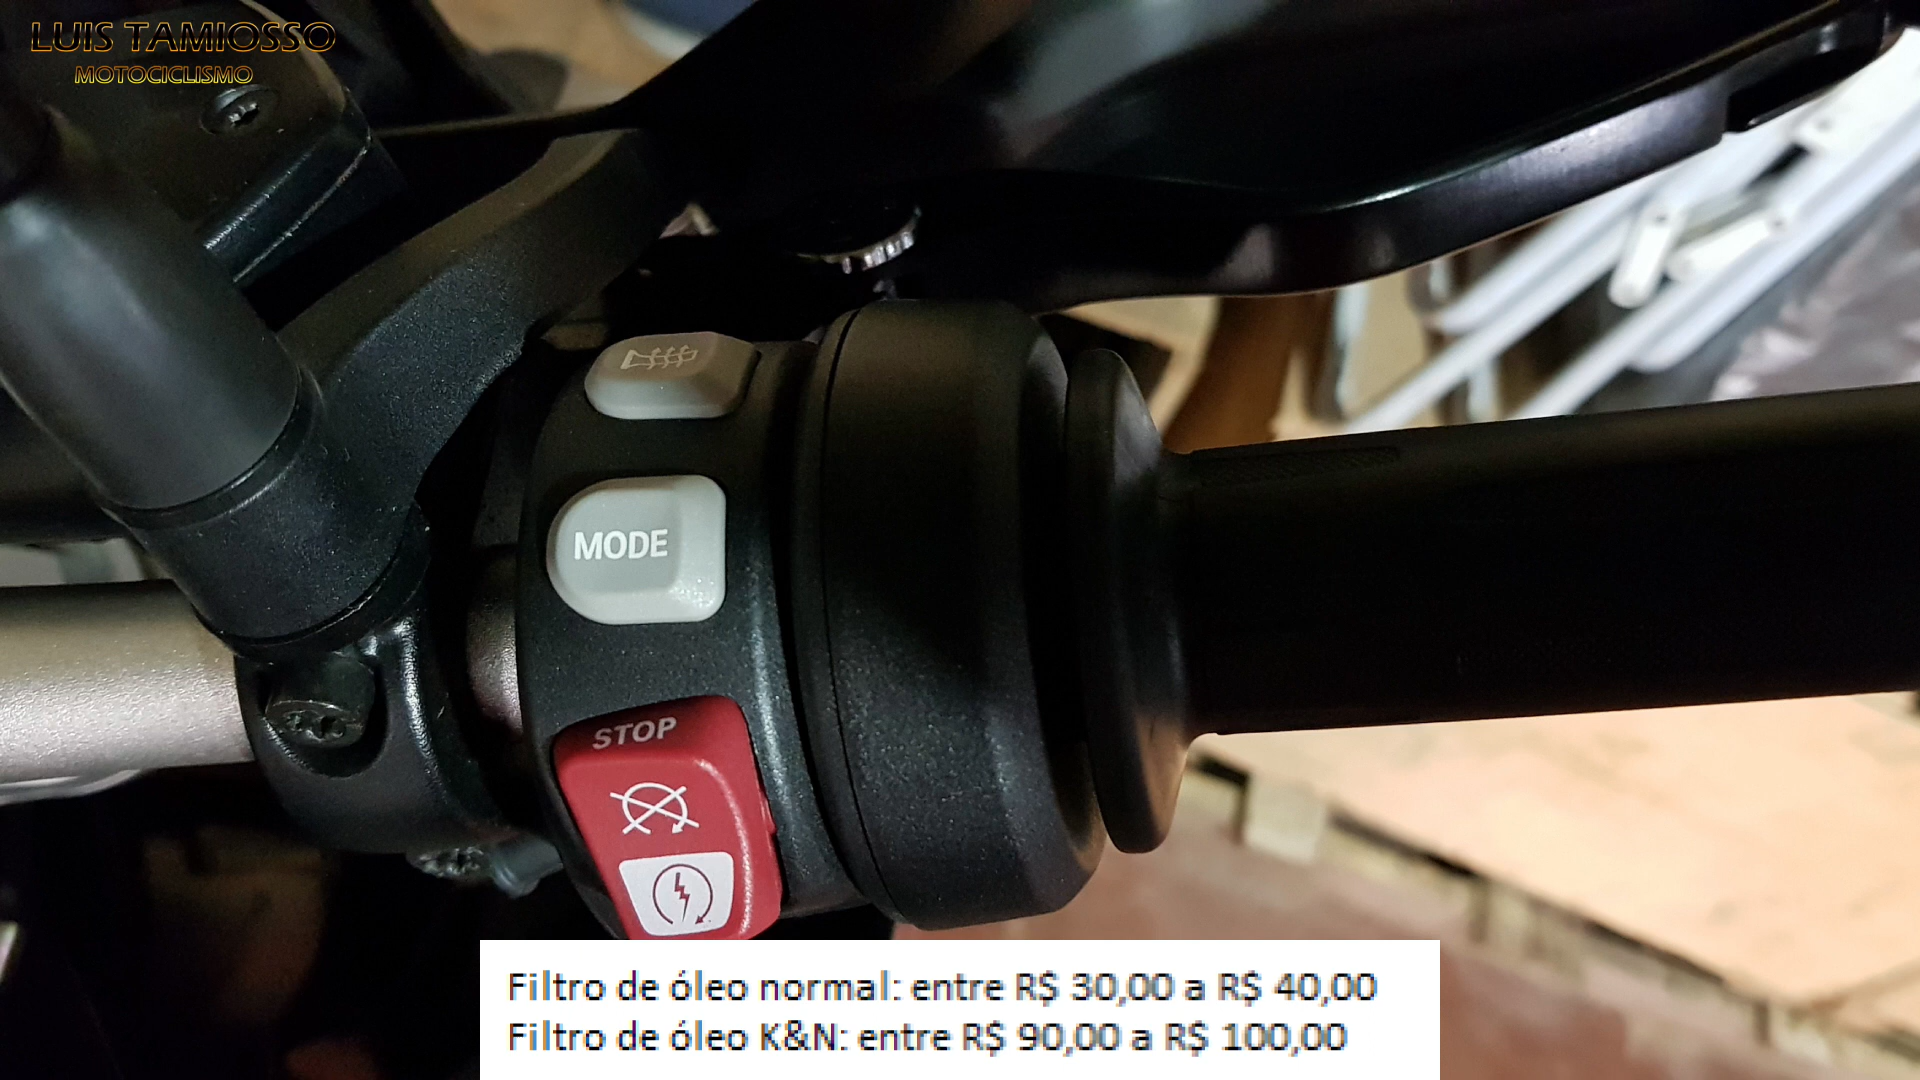 LUIS TAMIOSSO
MOTOCICLISMO
MODE
STOP
Filtro de óleo normal: entre R$ 30,00 a R$ 40,00
Filtro de óleo K&N: entre R$ 90,00 a R$ 100,00